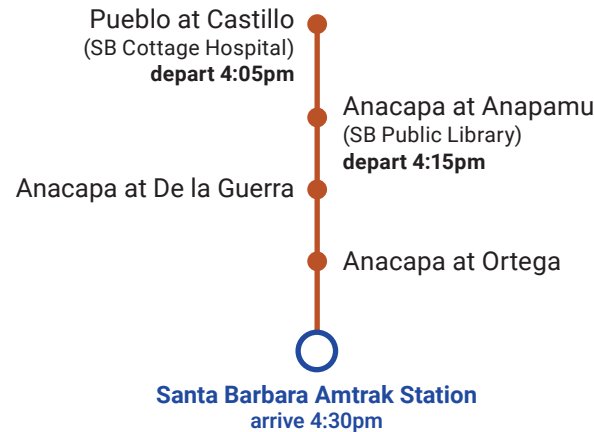 Pueblo at Castillo
(SB Cottage Hospital)
depart 4:05pm
Anacapa at Anapamu
(SB Public Library)
depart 4:15pm
Anacapa at De la Guerra
Anacapa at Ortega
Santa Barbara Amtrak Station
arrive 4:30pm